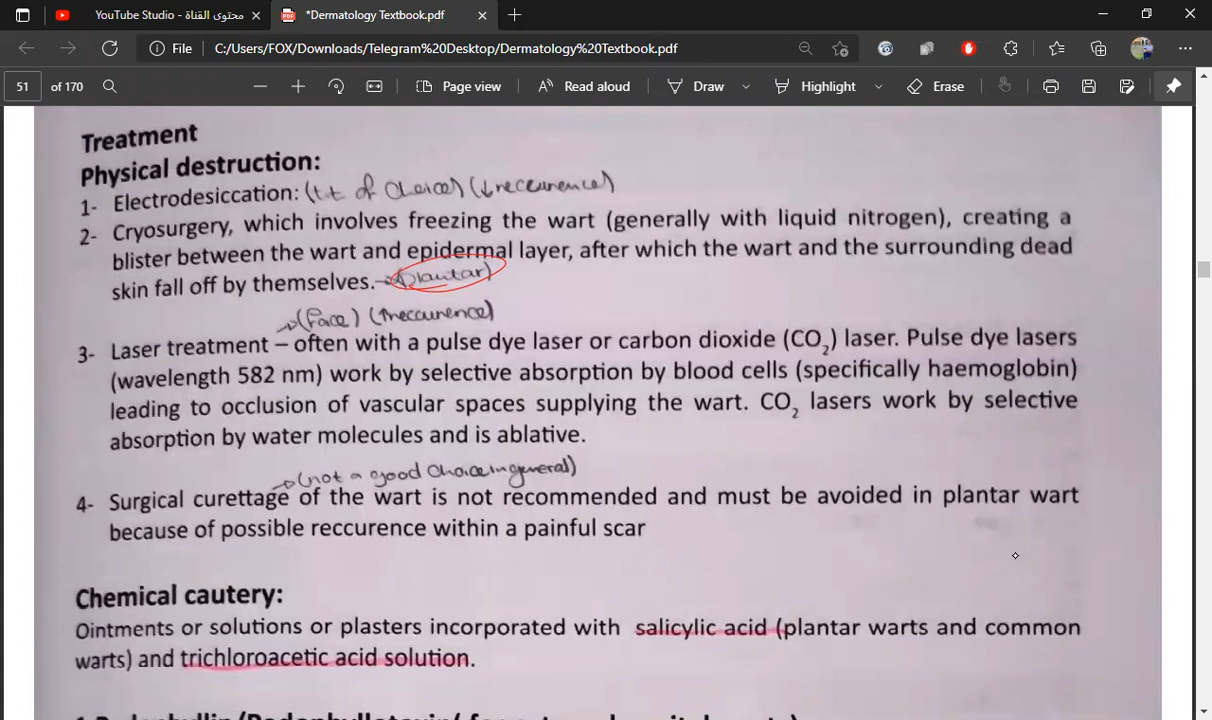 YouTube Studio - محتوى القناة
*Dermatology Textbook.pdf
File C:/Users/FOX/Downloads/Telegram%20Desktop/Dermatology%20Textbook.pdf
51 of 170 Page view Read aloud Draw Highlight Erase
Treatment
Physical destruction:
1- Electrodesiccation: (tt of choice) (↓reccurence)
2- Cryosurgery, which involves freezing the wart (generally with liquid nitrogen), creating a
blister between the wart and epidermal layer, after which the wart and the surrounding dead
skin fall off by themselves. (plantar)
(face) (↑reccurence)
3- Laser treatment – often with a pulse dye laser or carbon dioxide (CO2) laser. Pulse dye lasers
(wavelength 582 nm) work by selective absorption by blood cells (specifically haemoglobin)
leading to occlusion of vascular spaces supplying the wart. CO2 lasers work by selective
absorption by water molecules and is ablative.
(not a good choice in general)
4- Surgical curettage of the wart is not recommended and must be avoided in plantar wart
because of possible reccurence within a painful scar
Chemical cautery:
Ointments or solutions or plasters incorporated with salicylic acid (plantar warts and common
warts) and trichloroacetic acid solution.